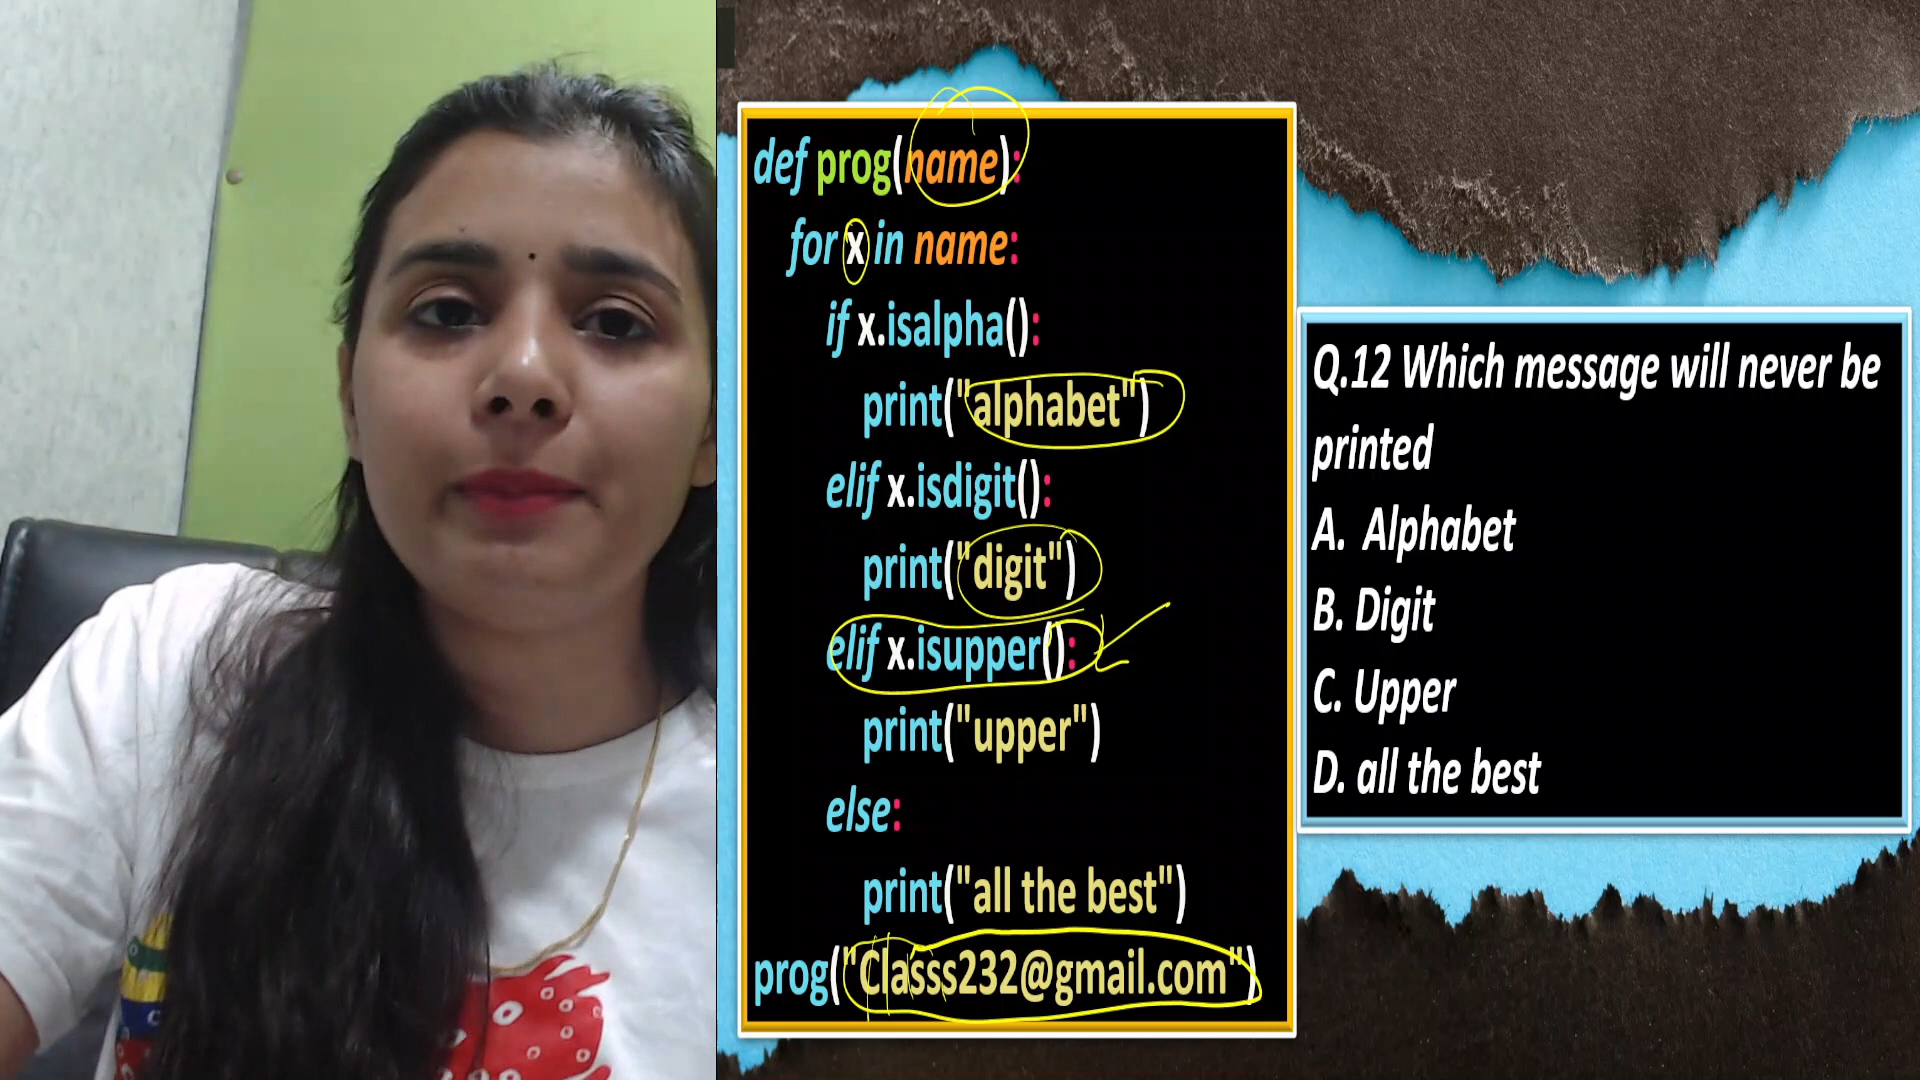 def prog(name):
for x in name:
if x.isalpha():
print("alphabet")
elif x.isdigit():
print("digit")
elif x.isupper():
print("upper")
else:
print("all the best")
prog("Classs232@gmail.com")
Q.12 Which message will never be
printed
A. Alphabet
B. Digit
C. Upper
D. all the best